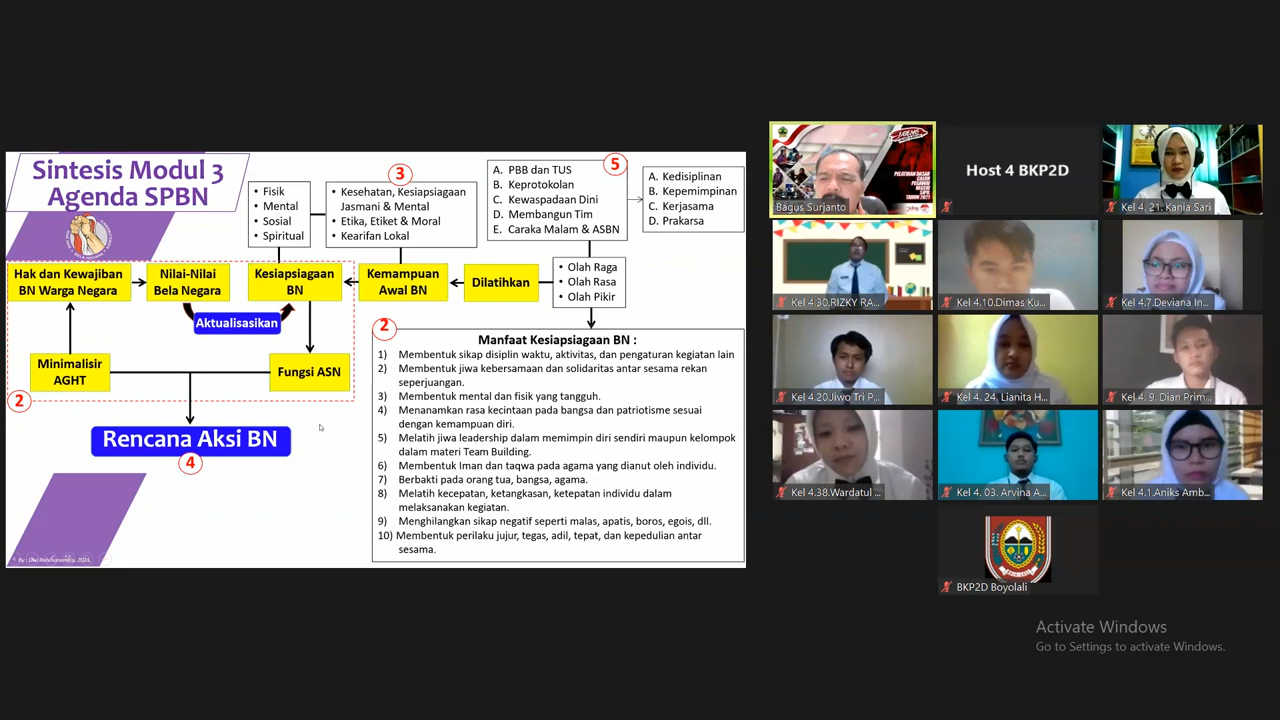 Sintesis Modul 3
Agenda SPBN
• Fisik
• Mental
• Sosial
• Spiritual
3
• Kesehatan, Kesiapsiagaan
Jasmani & Mental
• Etika, Etiket & Moral
• Kearifan Lokal
5
A. PBB dan TUS
B. Keprotokolan
C. Kewaspadaan Dini
D. Membangun Tim
E. Caraka Malam & ASBN
A. Kedisiplinan
B. Kepemimpinan
C. Kerjasama
D. Prakarsa
Hak dan Kewajiban
BN Warga Negara
Nilai-Nilai
Bela Negara
Kesiapsiagaan
BN
Kemampuan
Awal BN
Dilatihkan
• Olah Raga
• Olah Rasa
• Olah Pikir
Aktualisasikan
Minimalisir
AGHT
Fungsi ASN
2
Rencana Aksi BN
4
2
Manfaat Kesiapsiagaan BN :
1) Membentuk sikap disiplin waktu, aktivitas, dan pengaturan kegiatan lain
2) Membentuk jiwa kebersamaan dan solidaritas antar sesama rekan
seperjuangan.
3) Membentuk mental dan fisik yang tangguh.
4) Menanamkan rasa kecintaan pada bangsa dan patriotisme sesuai
dengan kemampuan diri.
5) Melatih jiwa leadership dalam memimpin diri sendiri maupun kelompok
dalam materi Team Building.
6) Membentuk Iman dan taqwa pada agama yang dianut oleh individu.
7) Berbakti pada orang tua, bangsa, agama.
8) Melatih kecepatan, ketangkasan, ketepatan individu dalam
melaksanakan kegiatan.
9) Menghilangkan sikap negatif seperti malas, apatis, boros, egois, dll.
10) Membentuk perilaku jujur, tegas, adil, tepat, dan kepedulian antar
sesama.
JATENG
PELATIHAN DASAR
CALON
PEGAWAI
NEGERI
SIPIL
TAHUN 2021
Bagus Surjanto
Host 4 BKP2D
Kel 4. 21. Kania Sari
Kel 4.30.RIZKY RA...
Kel 4.10.Dimas Ku...
Kel 4.7.Deviana In...
Kel 4.20.Jiwo Tri P...
Kel 4. 24. Lianita H...
Kel 4. 9. Dian Prim...
Kel 4.38.Wardatul ...
Kel 4. 03. Arvina A...
Kel 4.1.Aniks Amb...
BKP2D Boyolali
Activate Windows
Go to Settings to activate Windows.